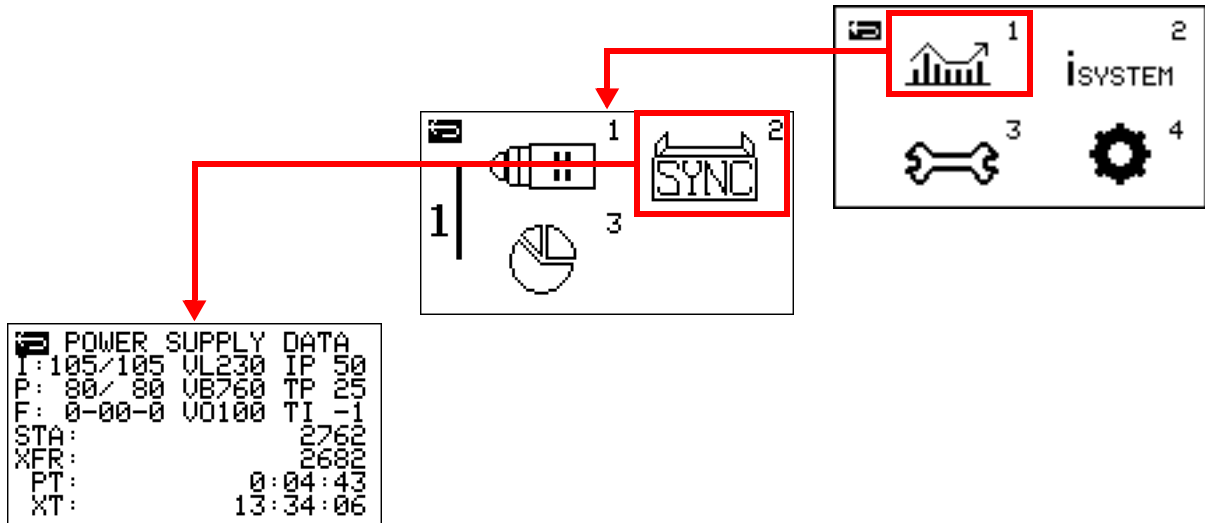 1 2
iSYSTEM
3 4
1 2
SYNC
1
3
POWER SUPPLY DATA
I:105/105 VL230 IP 50
P: 80/ 80 VB760 TP 25
F: 0-00-0 VO100 TI -1
STA: 2762
XFR: 2682
PT: 0:04:43
XT: 13:34:06